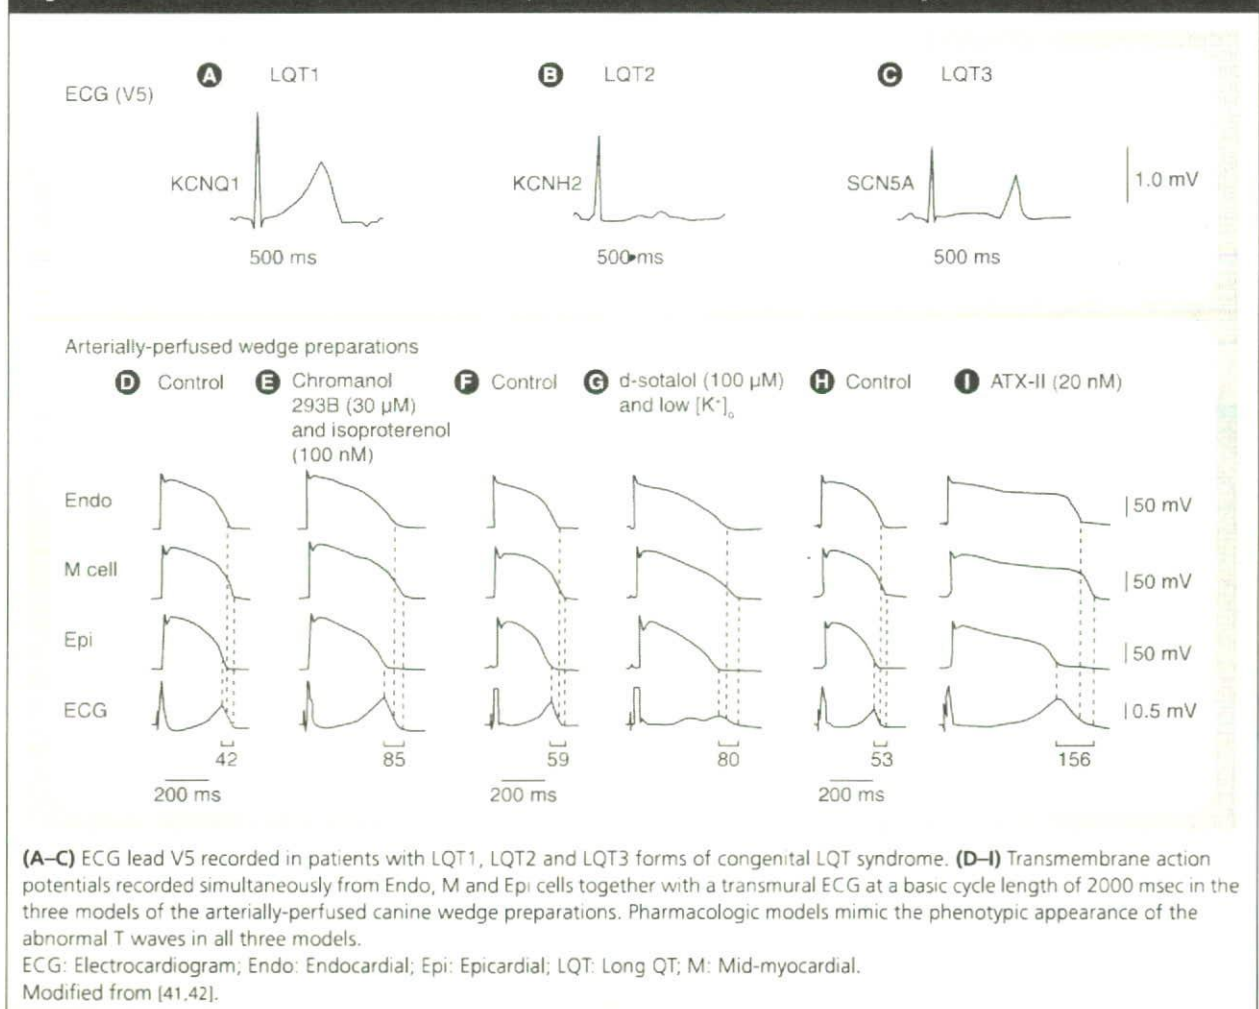 A LQT1
B LQT2
C LQT3
ECG (V5)
KCNQ1
KCNH2
SCN5A
1.0 mV
500 ms
500 ms
500 ms
Arterially-perfused wedge preparations
D Control
E Chromanol
293B (30 µM)
and isoproterenol
(100 nM)
F Control
G d-sotalol (100 µM)
and low [K+]o
H Control
I ATX-II (20 nM)
Endo
50 mV
M cell
50 mV
Epi
50 mV
ECG
0.5 mV
42
85
59
80
53
156
200 ms
200 ms
200 ms
(A–C) ECG lead V5 recorded in patients with LQT1, LQT2 and LQT3 forms of congenital LQT syndrome. (D–I) Transmembrane action
potentials recorded simultaneously from Endo, M and Epi cells together with a transmural ECG at a basic cycle length of 2000 msec in the
three models of the arterially-perfused canine wedge preparations. Pharmacologic models mimic the phenotypic appearance of the
abnormal T waves in all three models.
ECG: Electrocardiogram; Endo: Endocardial; Epi: Epicardial; LQT: Long QT; M: Mid-myocardial.
Modified from [41,42].